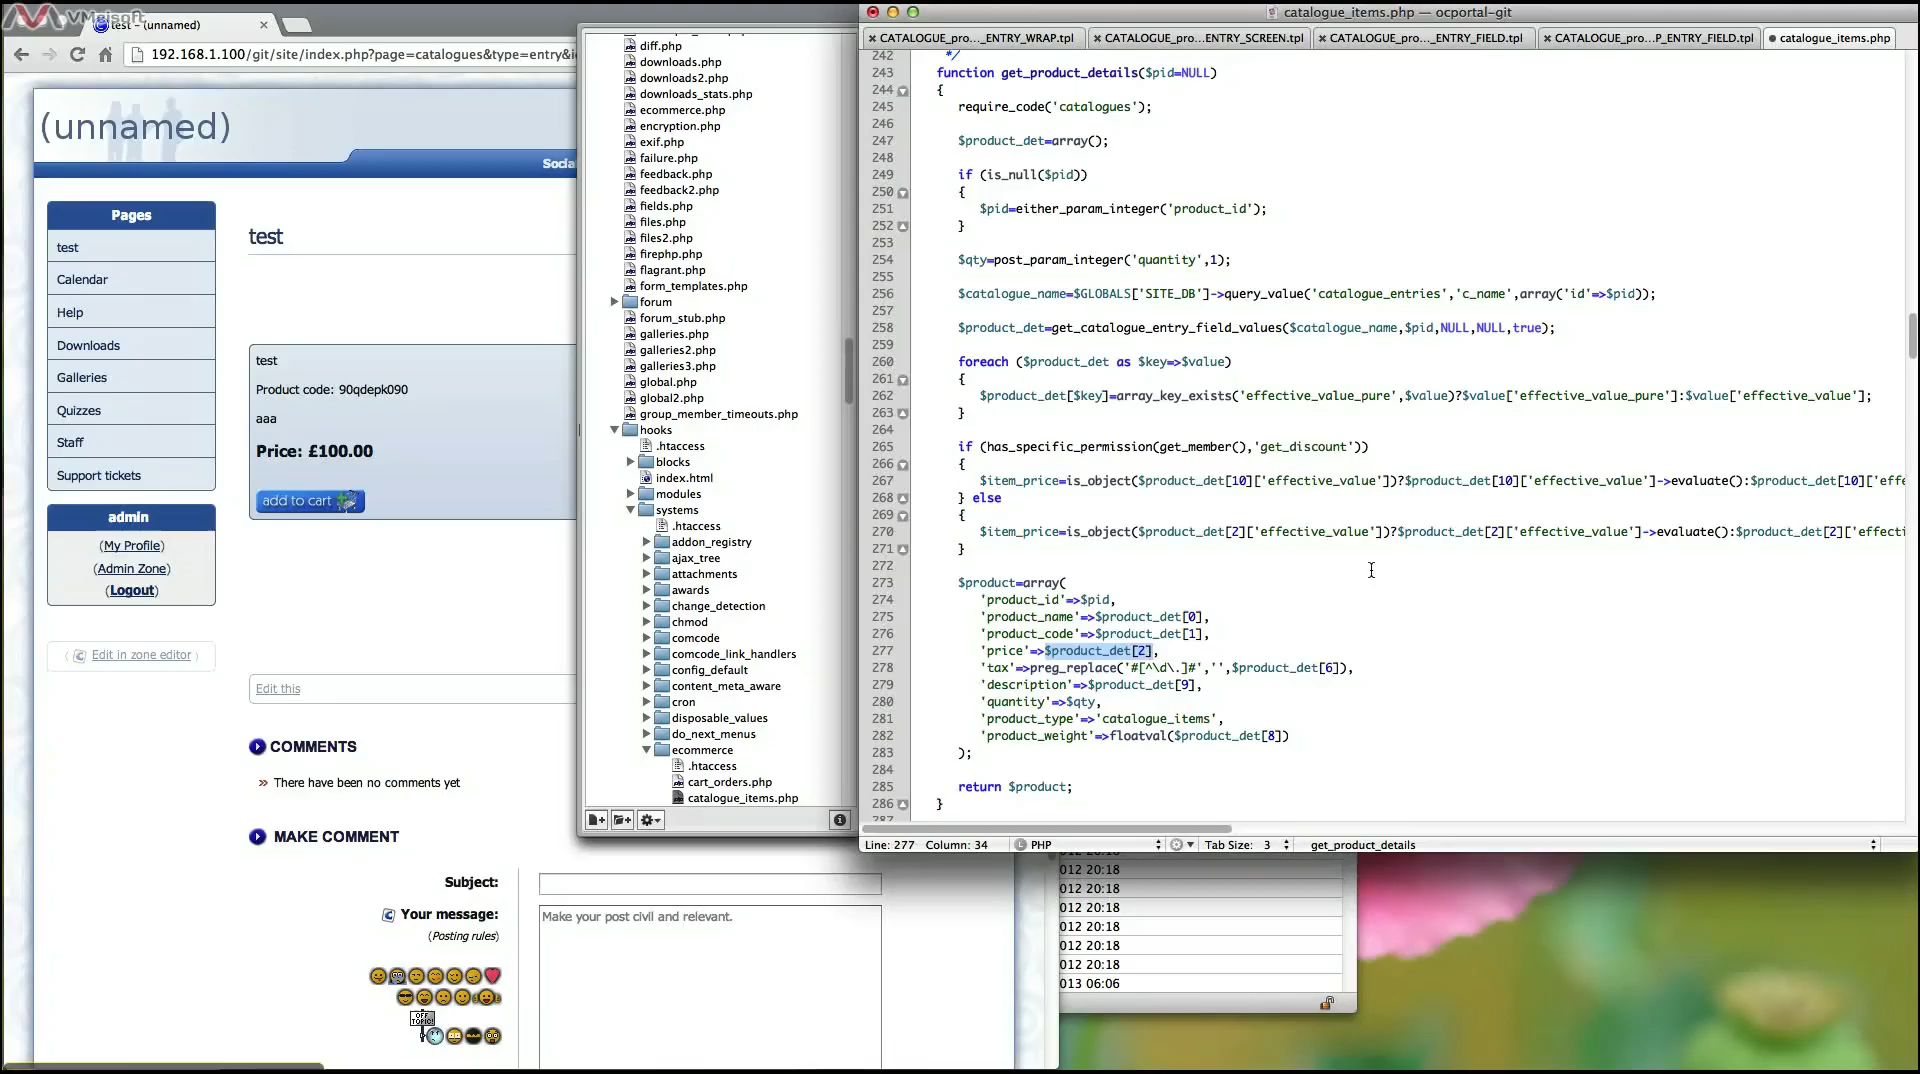 VMeisoft
test – (unnamed)
192.168.1.100/git/site/index.php?page=catalogues&type=entry&i
(unnamed)
Socia
Pages
test
Calendar
Help
Downloads
Galleries
Quizzes
Staff
Support tickets
admin
(My Profile)
(Admin Zone)
(Logout)
Edit in zone editor
test
test
Product code: 90qdepk090
aaa
Price: £100.00
add to cart
Edit this
COMMENTS
» There have been no comments yet
MAKE COMMENT
Subject:
Your message:
(Posting rules)
Make your post civil and relevant.
OFF TOPIC!
diff.php
downloads.php
downloads2.php
downloads_stats.php
ecommerce.php
encryption.php
exif.php
failure.php
feedback.php
feedback2.php
fields.php
files.php
files2.php
firephp.php
flagrant.php
form_templates.php
forum
forum_stub.php
galleries.php
galleries2.php
galleries3.php
global.php
global2.php
group_member_timeouts.php
hooks
.htaccess
blocks
index.html
modules
systems
.htaccess
addon_registry
ajax_tree
attachments
awards
change_detection
chmod
comcode
comcode_link_handlers
config_default
content_meta_aware
cron
disposable_values
do_next_menus
ecommerce
.htaccess
cart_orders.php
catalogue_items.php
catalogue_items.php — ocportal-git
CATALOGUE_pro..._ENTRY_WRAP.tpl
CATALOGUE_pro...ENTRY_SCREEN.tpl
CATALOGUE_pro..._ENTRY_FIELD.tpl
CATALOGUE_pro...P_ENTRY_FIELD.tpl
catalogue_items.php
242 */
243 function get_product_details($pid=NULL)
244 {
245 require_code('catalogues');
246
247 $product_det=array();
248
249 if (is_null($pid))
250 {
251 $pid=either_param_integer('product_id');
252 }
253
254 $qty=post_param_integer('quantity',1);
255
256 $catalogue_name=$GLOBALS['SITE_DB']->query_value('catalogue_entries','c_name',array('id'=>$pid));
257
258 $product_det=get_catalogue_entry_field_values($catalogue_name,$pid,NULL,NULL,true);
259
260 foreach ($product_det as $key=>$value)
261 {
262 $product_det[$key]=array_key_exists('effective_value_pure',$value)?$value['effective_value_pure']:$value['effective_value'];
263 }
264
265 if (has_specific_permission(get_member(),'get_discount'))
266 {
267 $item_price=is_object($product_det[10]['effective_value'])?$product_det[10]['effective_value']->evaluate():$product_det[10]['effe
268 } else
269 {
270 $item_price=is_object($product_det[2]['effective_value'])?$product_det[2]['effective_value']->evaluate():$product_det[2]['effecti
271 }
272
273 $product=array(
274 'product_id'=>$pid,
275 'product_name'=>$product_det[0],
276 'product_code'=>$product_det[1],
277 'price'=>$product_det[2],
278 'tax'=>preg_replace('#[^\d\.]#','',$product_det[6]),
279 'description'=>$product_det[9],
280 'quantity'=>$qty,
281 'product_type'=>'catalogue_items',
282 'product_weight'=>floatval($product_det[8])
283 );
284
285 return $product;
286 }
287
Line: 277 Column: 34 PHP Tab Size: 3 get_product_details
012 20:18
012 20:18
012 20:18
012 20:18
012 20:18
012 20:18
013 06:06